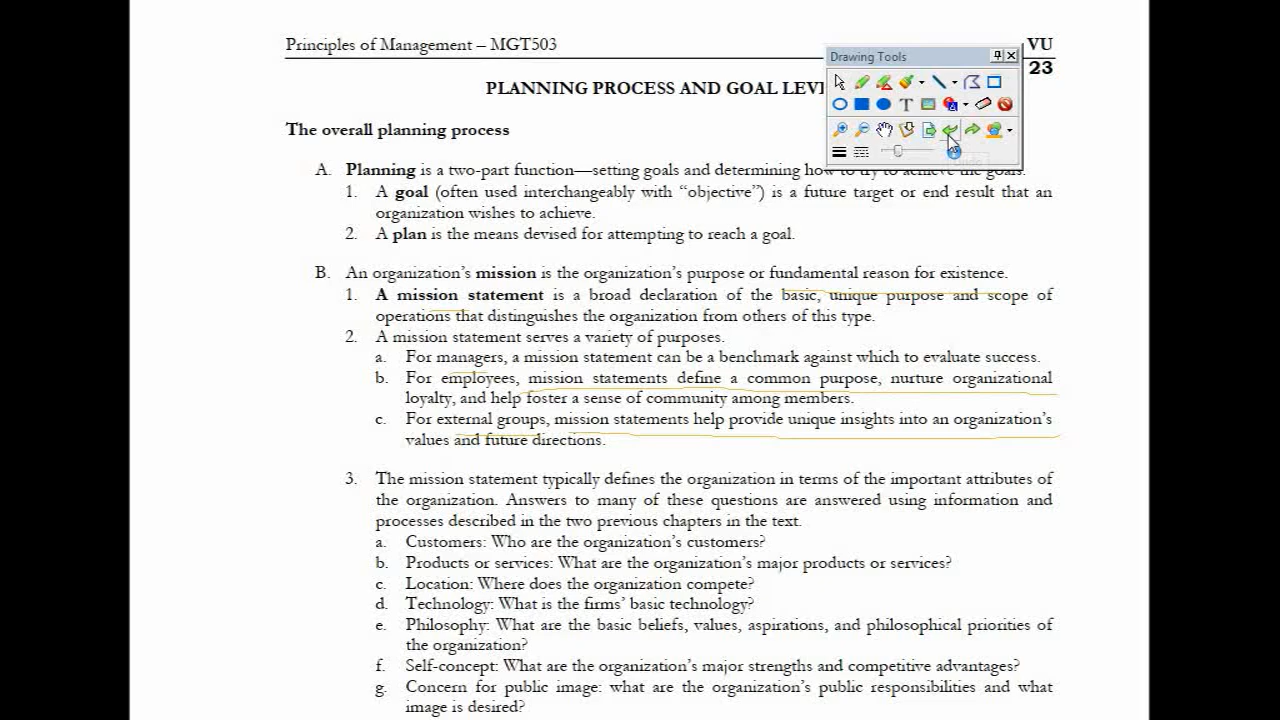 Principles of Management – MGT503
VU
Drawing Tools
23
PLANNING PROCESS AND GOAL LEV
The overall planning process
A. Planning is a two-part function—setting goals and determining how to try to achieve the goals.
1. A goal (often used interchangeably with “objective”) is a future target or end result that an
organization wishes to achieve.
2. A plan is the means devised for attempting to reach a goal.
B. An organization’s mission is the organization’s purpose or fundamental reason for existence.
1. A mission statement is a broad declaration of the basic, unique purpose and scope of
operations that distinguishes the organization from others of this type.
2. A mission statement serves a variety of purposes.
a. For managers, a mission statement can be a benchmark against which to evaluate success.
b. For employees, mission statements define a common purpose, nurture organizational
loyalty, and help foster a sense of community among members.
c. For external groups, mission statements help provide unique insights into an organization’s
values and future directions.
3. The mission statement typically defines the organization in terms of the important attributes of
the organization. Answers to many of these questions are answered using information and
processes described in the two previous chapters in the text.
a. Customers: Who are the organization’s customers?
b. Products or services: What are the organization’s major products or services?
c. Location: Where does the organization compete?
d. Technology: What is the firms’ basic technology?
e. Philosophy: What are the basic beliefs, values, aspirations, and philosophical priorities of
the organization?
f. Self-concept: What are the organization’s major strengths and competitive advantages?
g. Concern for public image: what are the organization’s public responsibilities and what
image is desired?